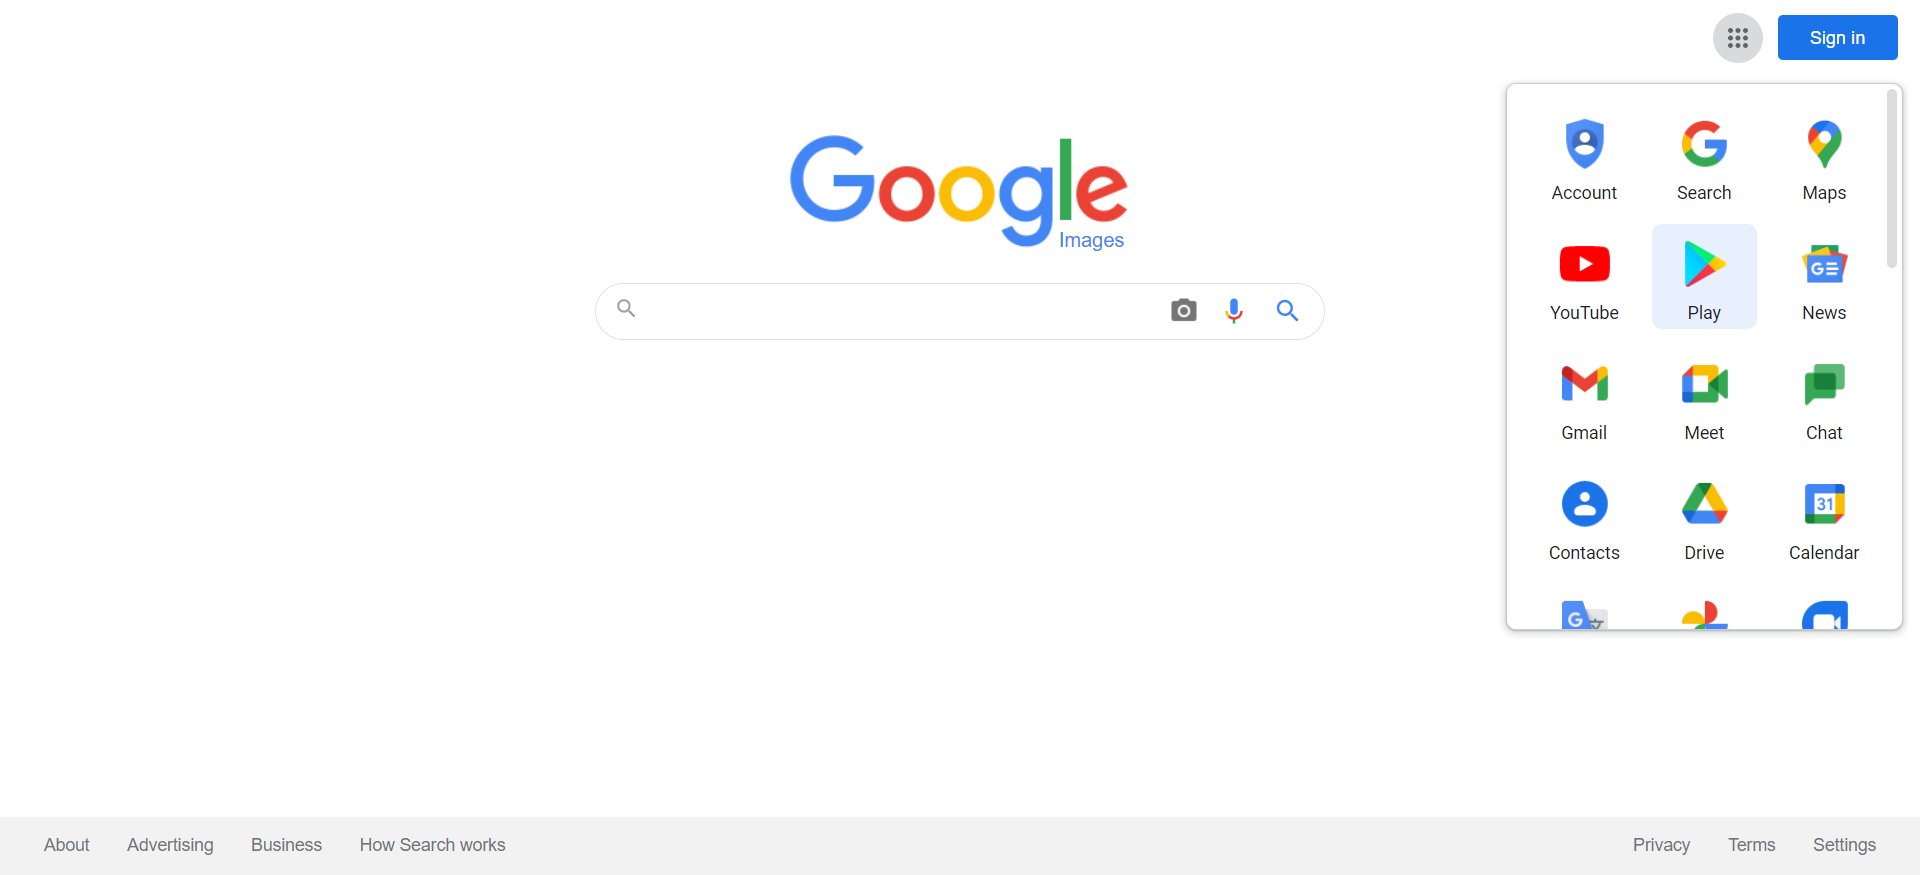 Sign in
Google
Images
Account Search Maps
YouTube Play News
G
Gmail Meet Chat
31
Contacts Drive Calendar
G
About Advertising Business How Search works Privacy Terms Settings